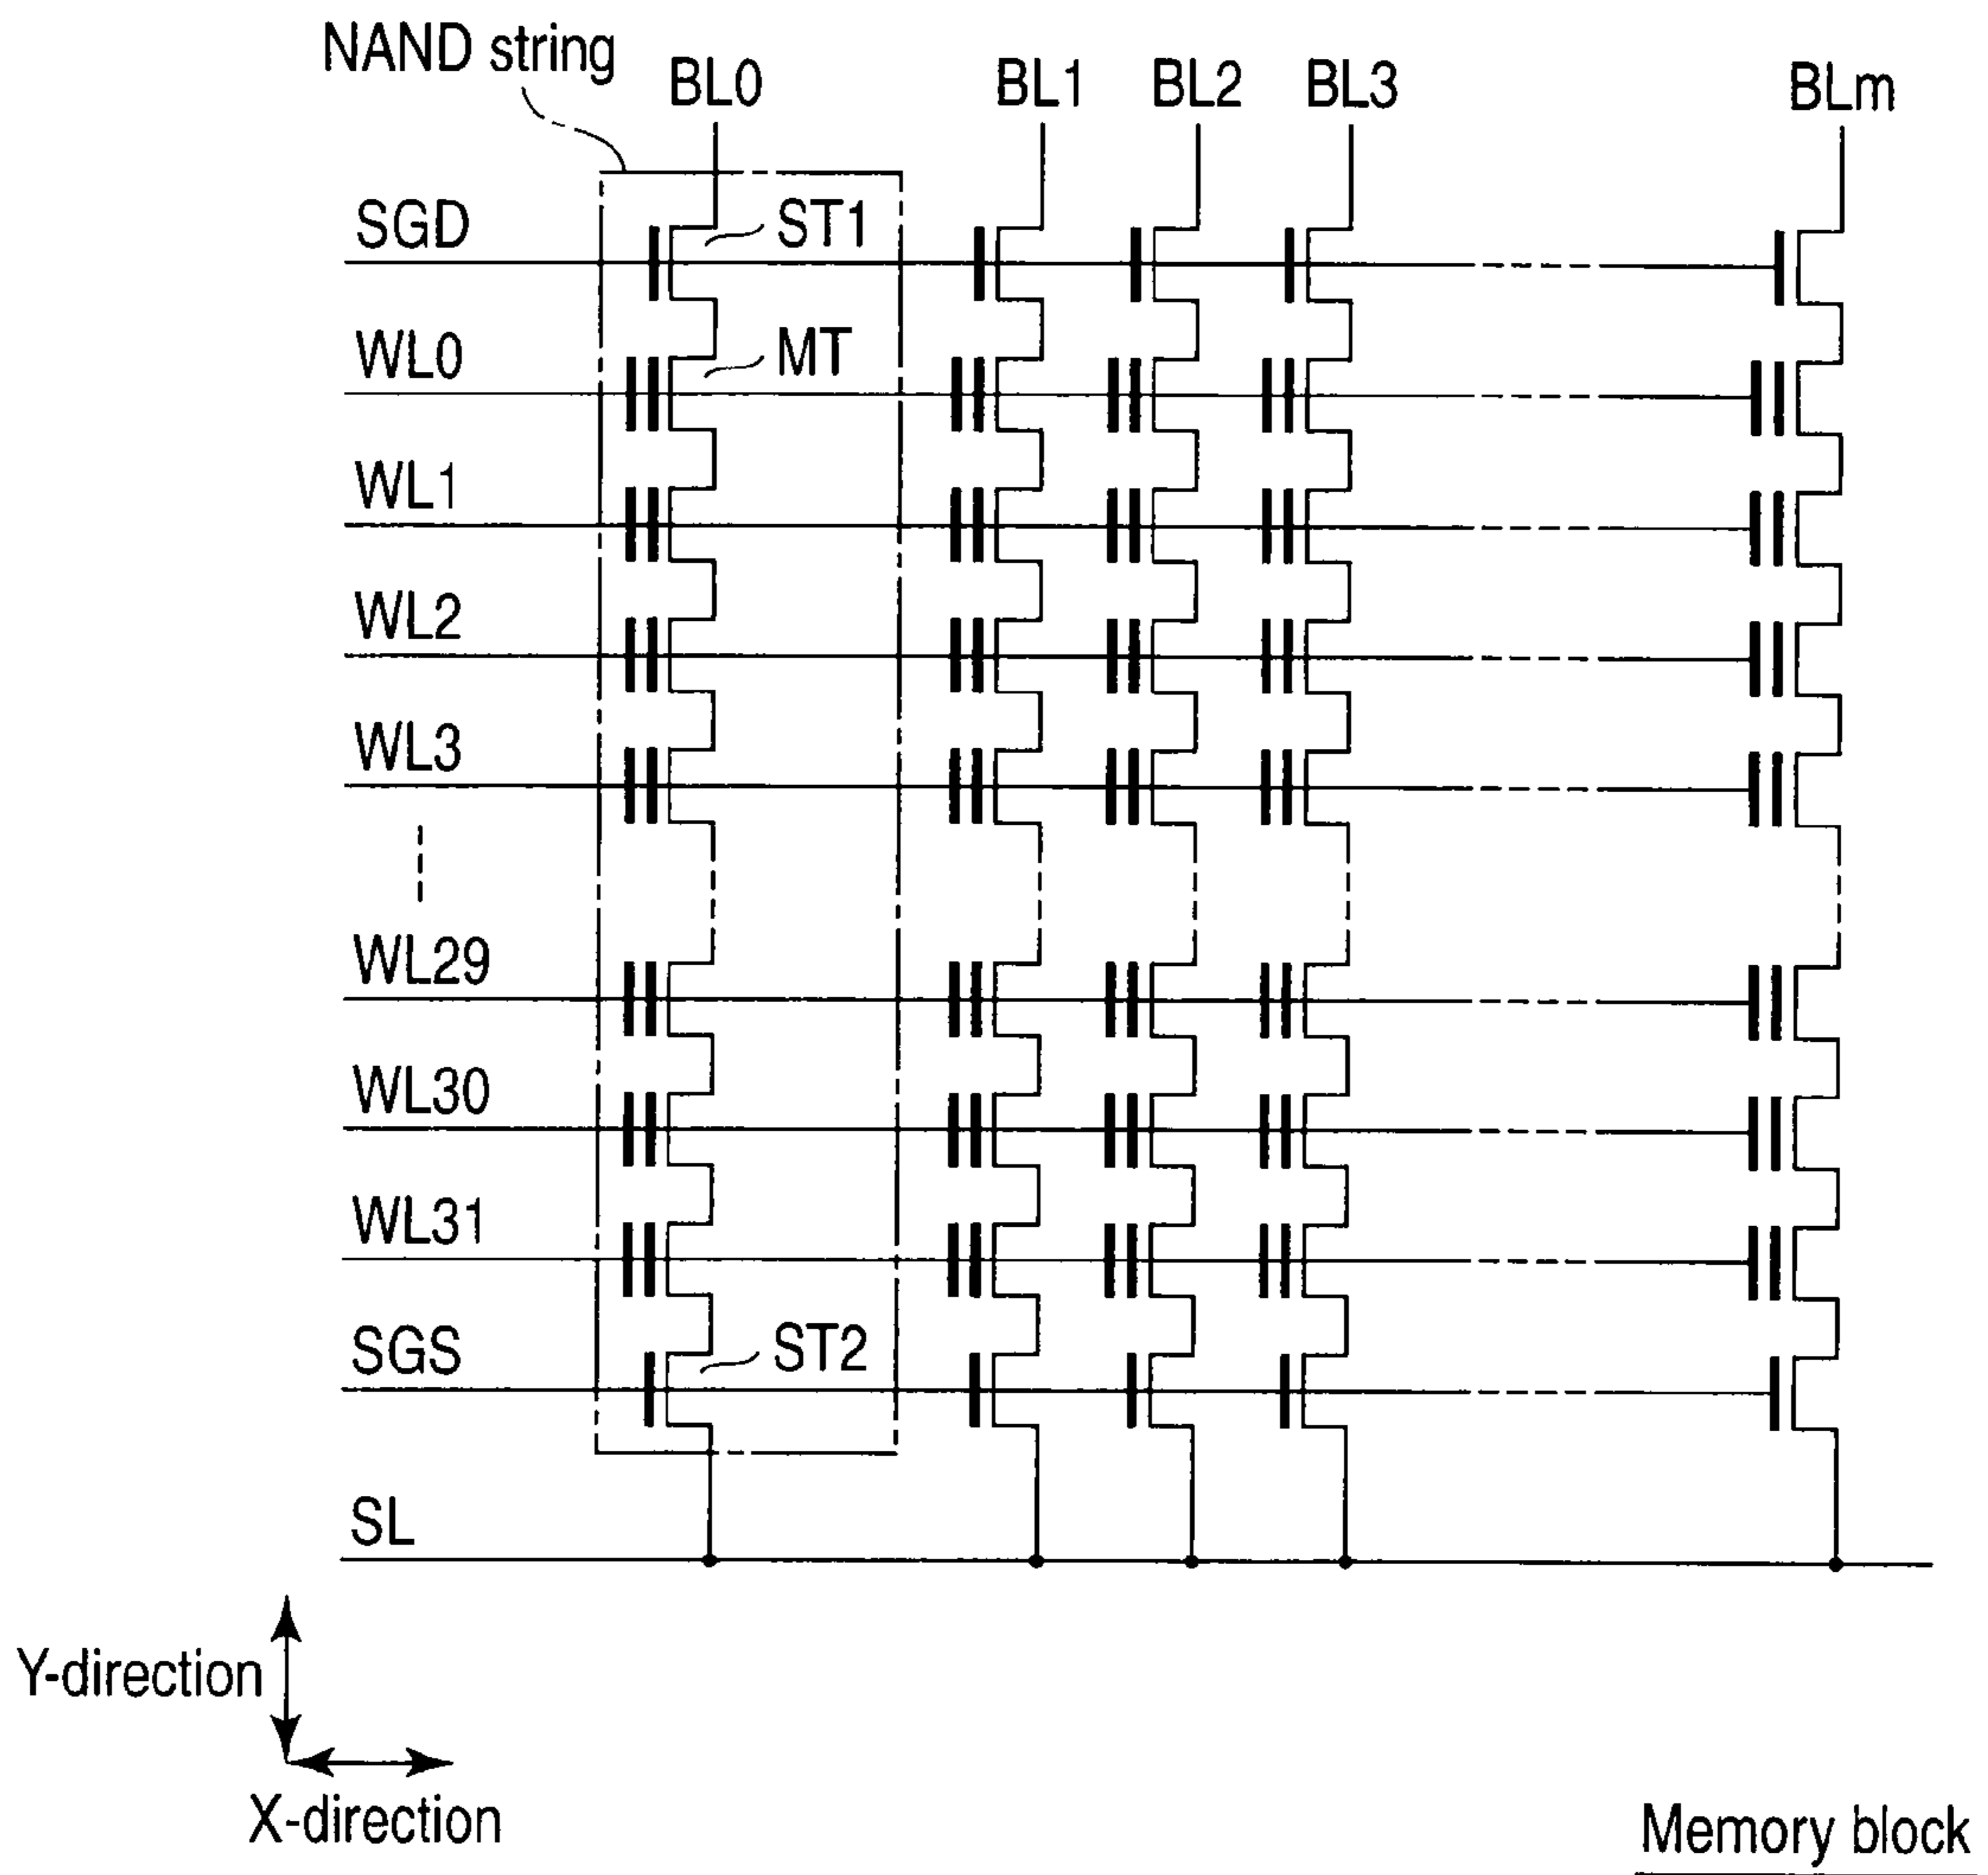 NAND string
BL0 BL1 BL2 BL3 BLm
SGD ST1
WL0 MT
WL1
WL2
WL3
WL29
WL30
WL31
SGS ST2
SL
Y-direction
X-direction
Memory block